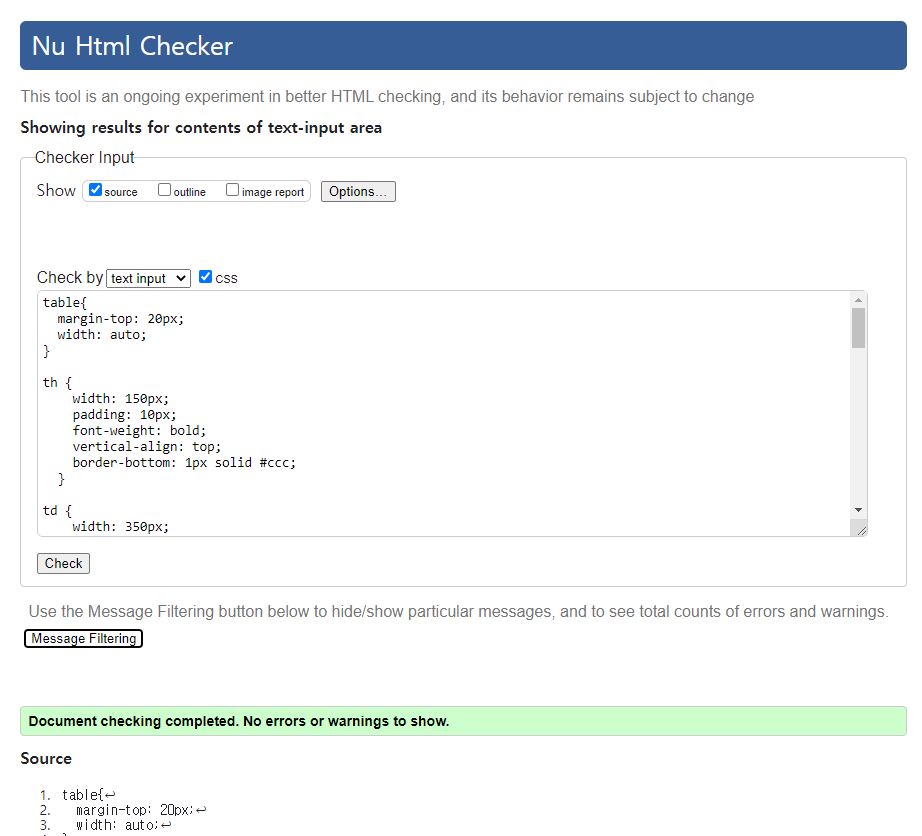 Nu Html Checker
This tool is an ongoing experiment in better HTML checking, and its behavior remains subject to change
Showing results for contents of text-input area
Checker Input
Show source outline image report Options...
Check by text input css
table{
  margin-top: 20px;
  width: auto;
}
th {
    width: 150px;
    padding: 10px;
    font-weight: bold;
    vertical-align: top;
    border-bottom: 1px solid #ccc;
  }
td {
    width: 350px;
Check
Use the Message Filtering button below to hide/show particular messages, and to see total counts of errors and warnings.
Message Filtering
Document checking completed. No errors or warnings to show.
Source
1. table{↩
2.   margin-top: 20px;↩
3.   width: auto;↩